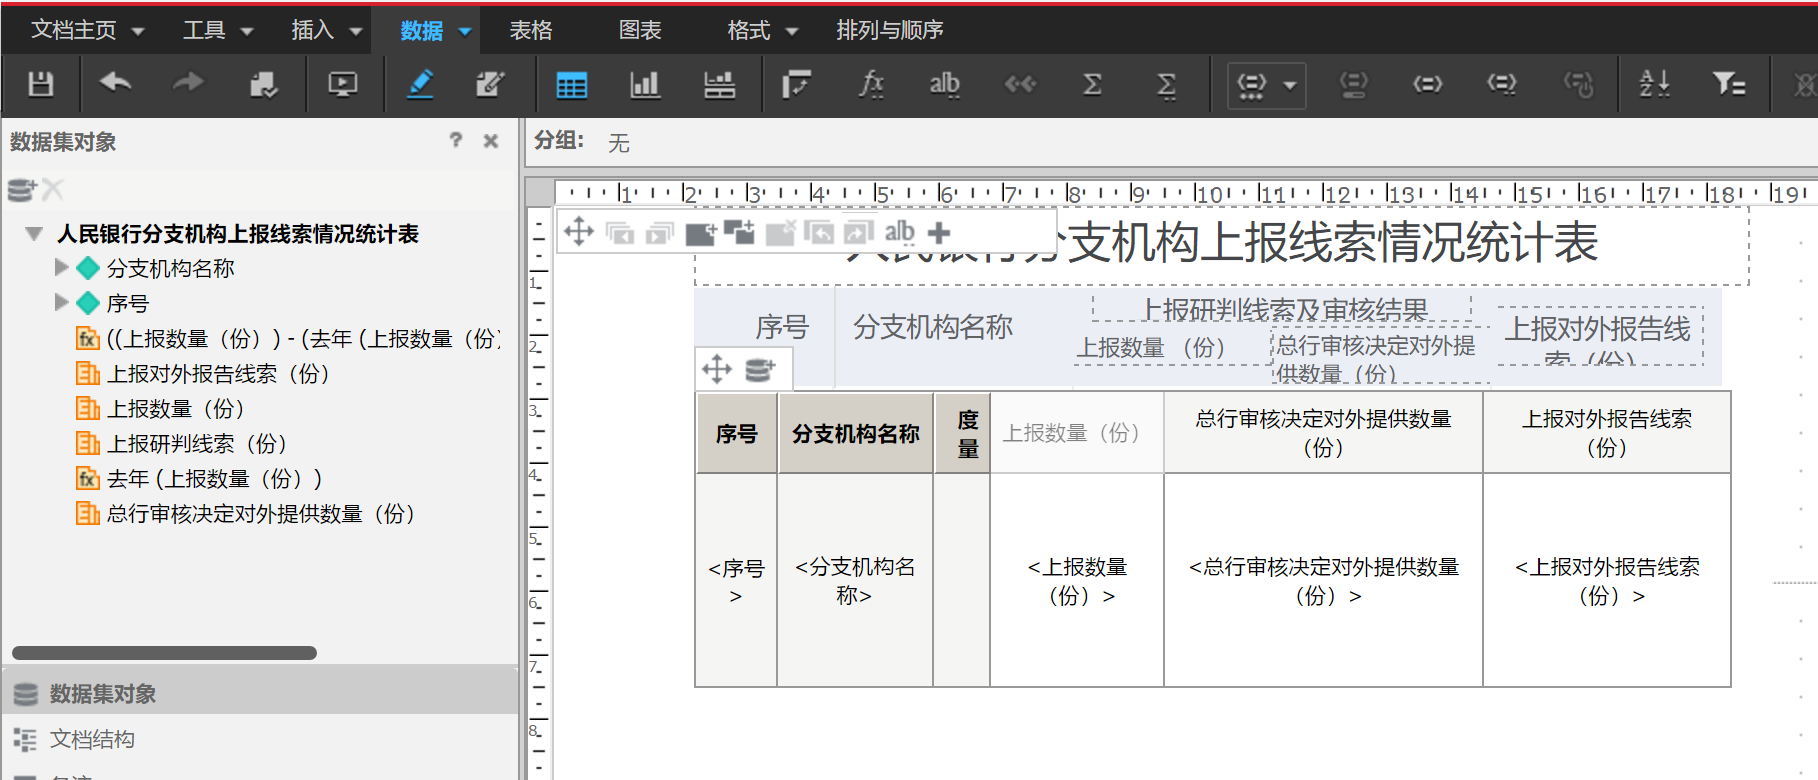 文档主页 工具 插入 数据 表格 图表 格式 排列与顺序
数据集对象 ?
分组: 无
人民银行分支机构上报线索情况统计表
分支机构名称
序号
((上报数量（份）) - (去年 (上报数量（份）
上报对外报告线索（份）
上报数量（份）
上报研判线索（份）
去年 (上报数量（份）)
总行审核决定对外提供数量（份）
数据集对象
文档结构
1 2 3 4 5 6 7 8 9 10 11 12 13 14 15 16 17 18 19
1
2
3
4
5
6
7
8
人民银行分支机构上报线索情况统计表
序号
分支机构名称
上报研判线索及审核结果
上报数量 （份）
总行审核决定对外提
供数量（份）
上报对外报告线
索（份）
序号
分支机构名称
度
量
上报数量（份）
总行审核决定对外提供数量
（份）
上报对外报告线索
（份）
<序号
>
<分支机构名
称>
<上报数量
（份）>
<总行审核决定对外提供数量
（份）>
<上报对外报告线索
（份）>